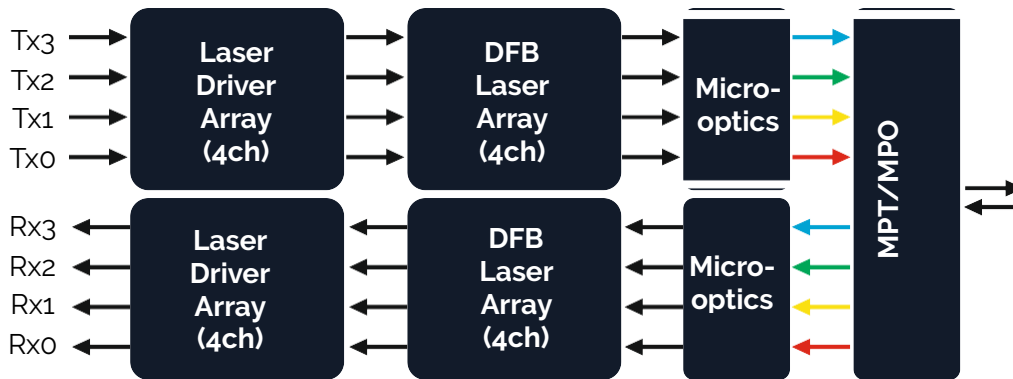 Tx3
Tx2
Tx1
Tx0
Laser
Driver
Array
(4ch)
DFB
Laser
Array
(4ch)
Micro-
optics
MPT/MPO
Rx3
Rx2
Rx1
Rx0
Laser
Driver
Array
(4ch)
DFB
Laser
Array
(4ch)
Micro-
optics